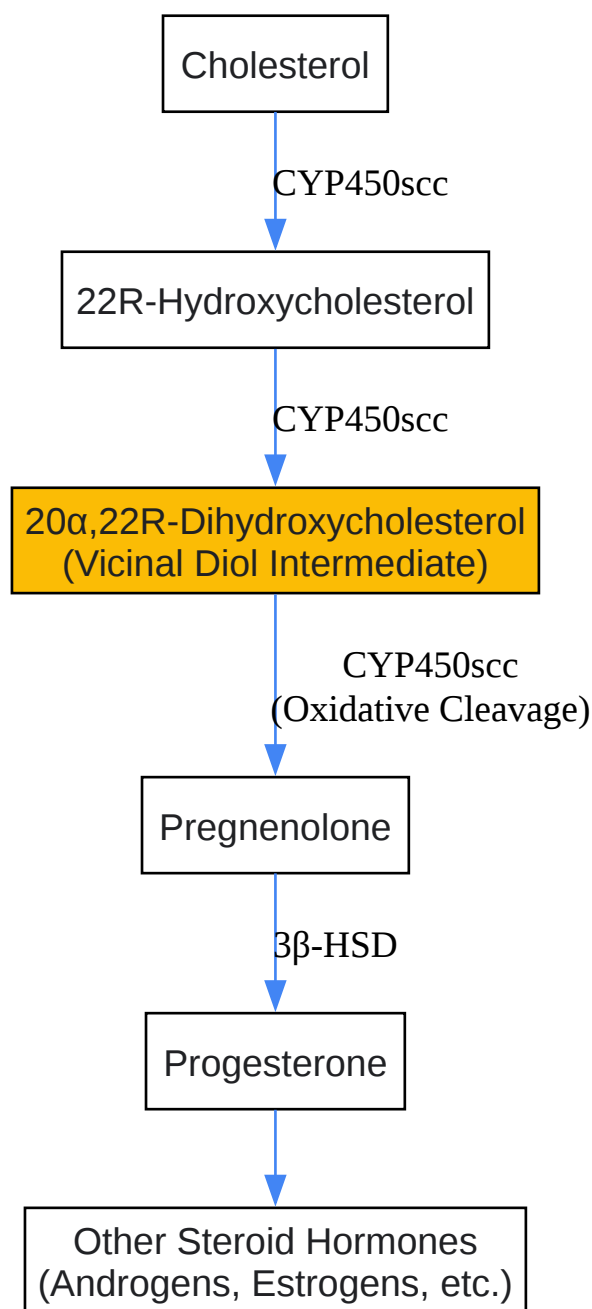 Cholesterol
CYP450scc
22R-Hydroxycholesterol
CYP450scc
20α,22R-Dihydroxycholesterol
(Vicinal Diol Intermediate)
CYP450scc
(Oxidative Cleavage)
Pregnenolone
3β-HSD
Progesterone
Other Steroid Hormones
(Androgens, Estrogens, etc.)